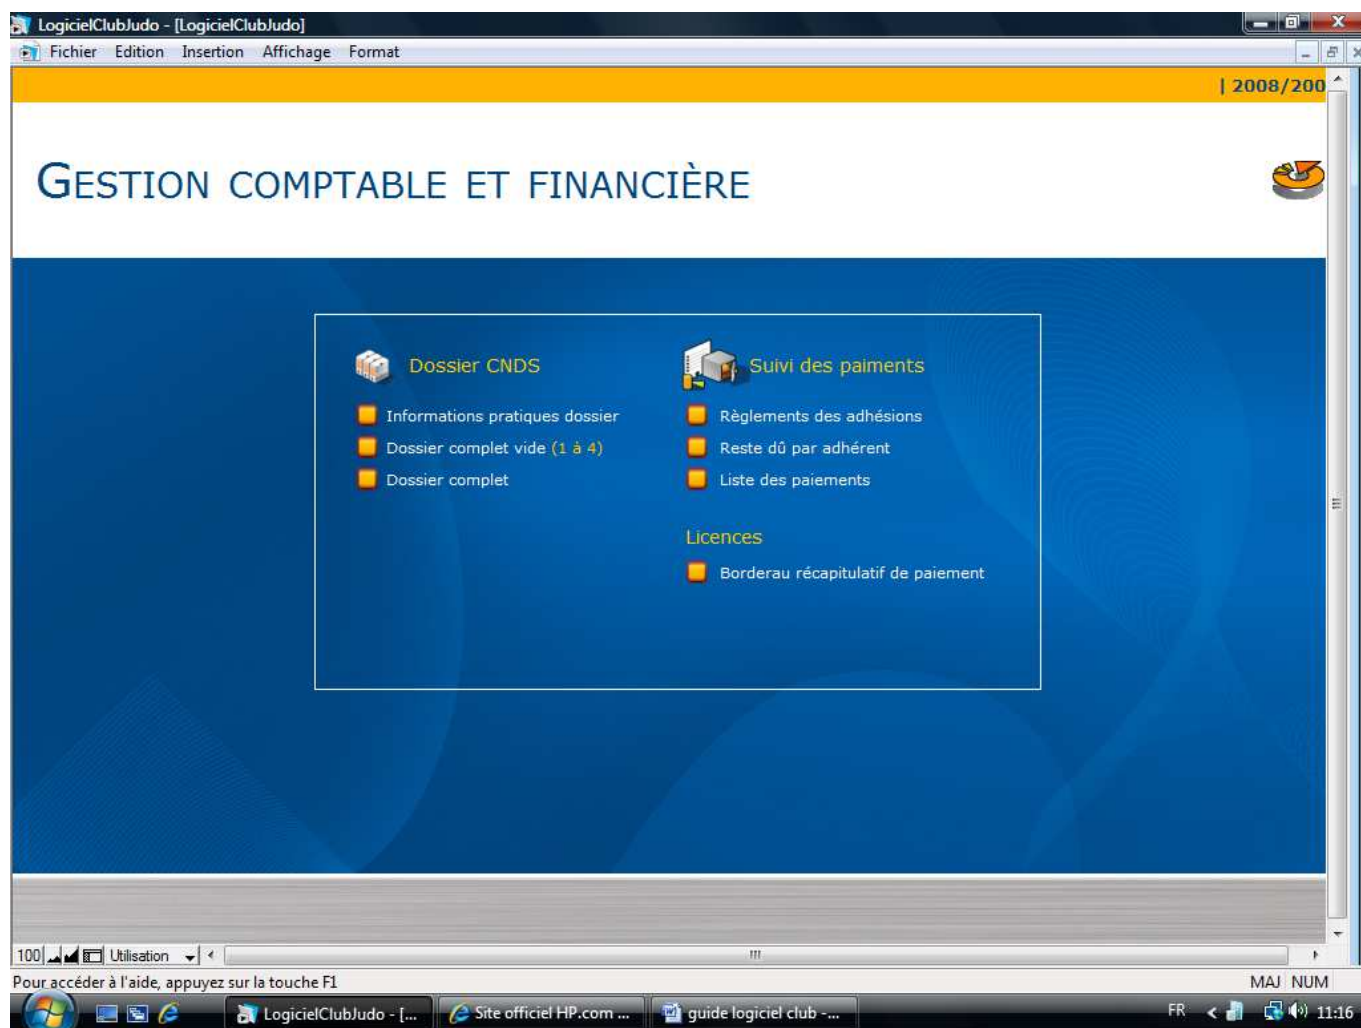 LogicielClubJudo - [LogicielClubJudo]
Fichier Edition Insertion Affichage Format
| 2008/200
GESTION COMPTABLE ET FINANCIÈRE
Dossier CNDS
Informations pratiques dossier
Dossier complet vide (1 à 4)
Dossier complet
Suivi des paiments
Règlements des adhésions
Reste dû par adhérent
Liste des paiements
Licences
Borderau récapitulatif de paiement
100 Utilisation
Pour accéder à l'aide, appuyez sur la touche F1
MAJ NUM
LogicielClubJudo - [... Site officiel HP.com ... guide logiciel club -... FR < 11:16